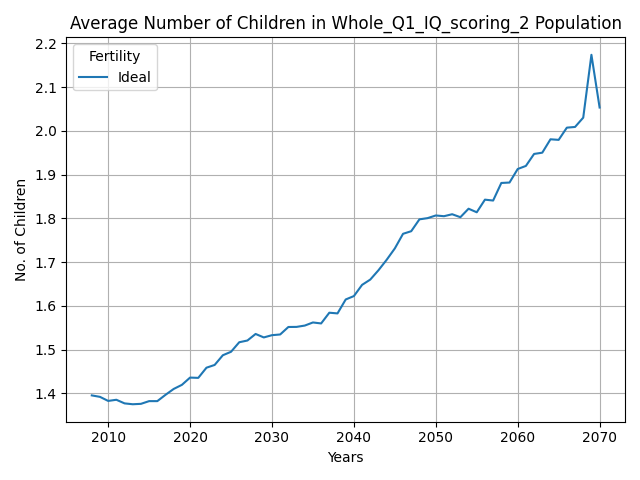 Average Number of Children in Whole_Q1_IQ_scoring_2 Population
Fertility
Ideal
2.2
2.1
2.0
1.9
1.8
1.7
1.6
1.5
1.4
No. of Children
2010 2020 2030 2040 2050 2060 2070
Years